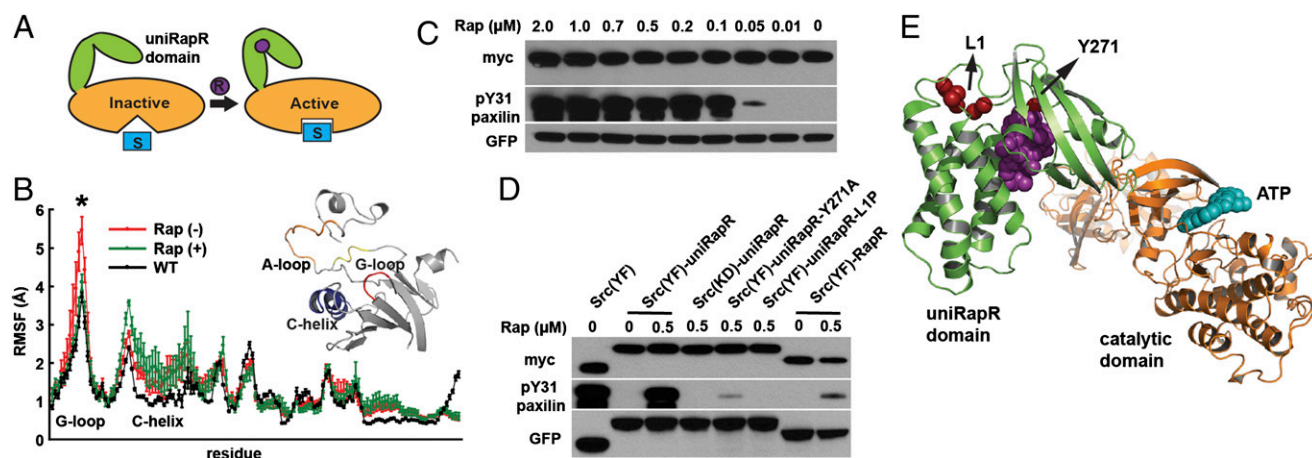 A
uniRapR
domain
Inactive
R
Active
S
S
B
*
Rap (-)
Rap (+)
WT
6
5
4
3
2
1
0
RMSF (Å)
G-loop
C-helix
residue
A-loop
G-loop
C-helix
C
Rap (µM) 2.0 1.0 0.7 0.5 0.2 0.1 0.05 0.01 0
myc
pY31
paxilin
GFP
D
Src(YF)
Src(YF)-uniRapR
Src(KD)-uniRapR
Src(YF)-uniRapR-Y271A
Src(YF)-uniRapR-L1P
Src(YF)-RapR
Rap (µM) 0 0 0.5 0.5 0.5 0.5 0 0.5
myc
pY31
paxilin
GFP
E
L1
Y271
ATP
uniRapR
domain
catalytic
domain